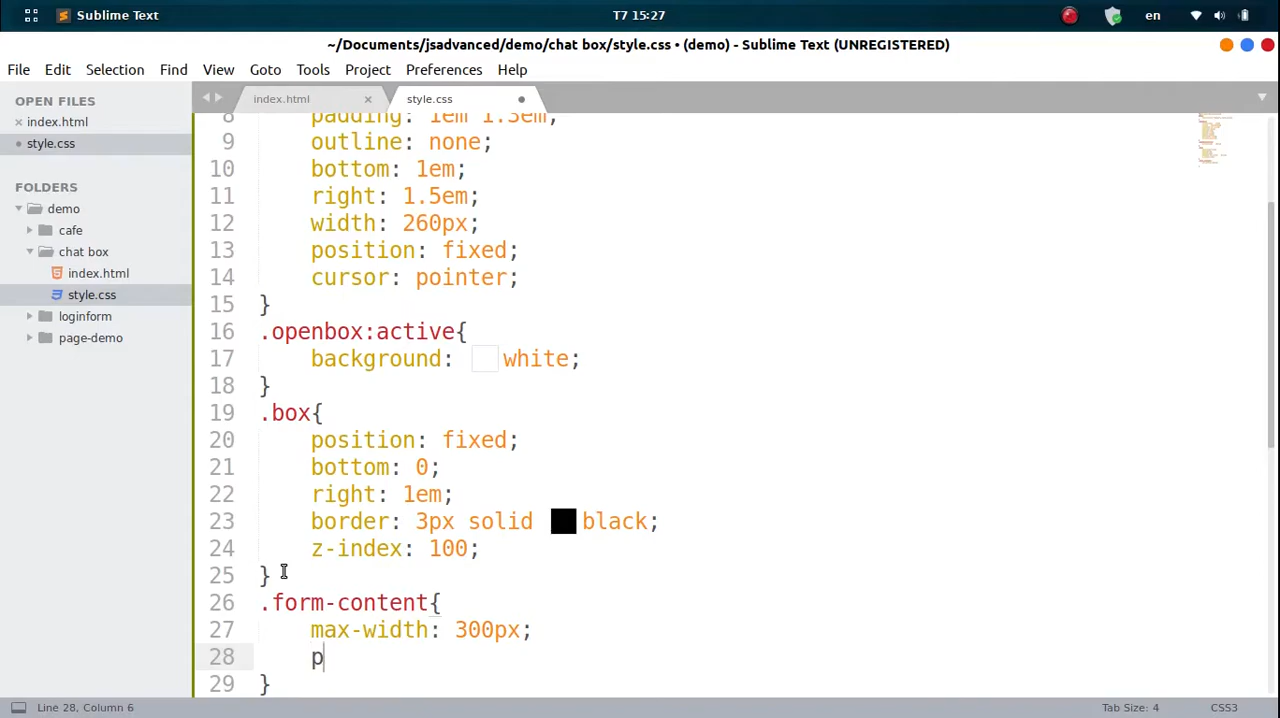 Sublime Text
T7 15:27
en
~/Documents/jsadvanced/demo/chat box/style.css • (demo) - Sublime Text (UNREGISTERED)
File Edit Selection Find View Goto Tools Project Preferences Help
OPEN FILES
index.html
style.css
FOLDERS
demo
cafe
chat box
index.html
style.css
loginform
page-demo
index.html
style.css
8 padding: 1em 1.5em;
9 outline: none;
10 bottom: 1em;
11 right: 1.5em;
12 width: 260px;
13 position: fixed;
14 cursor: pointer;
15 }
16 .openbox:active{
17 background: white;
18 }
19 .box{
20 position: fixed;
21 bottom: 0;
22 right: 1em;
23 border: 3px solid black;
24 z-index: 100;
25 }
26 .form-content{
27 max-width: 300px;
28 p
29 }
Line 28, Column 6
Tab Size: 4
CSS3